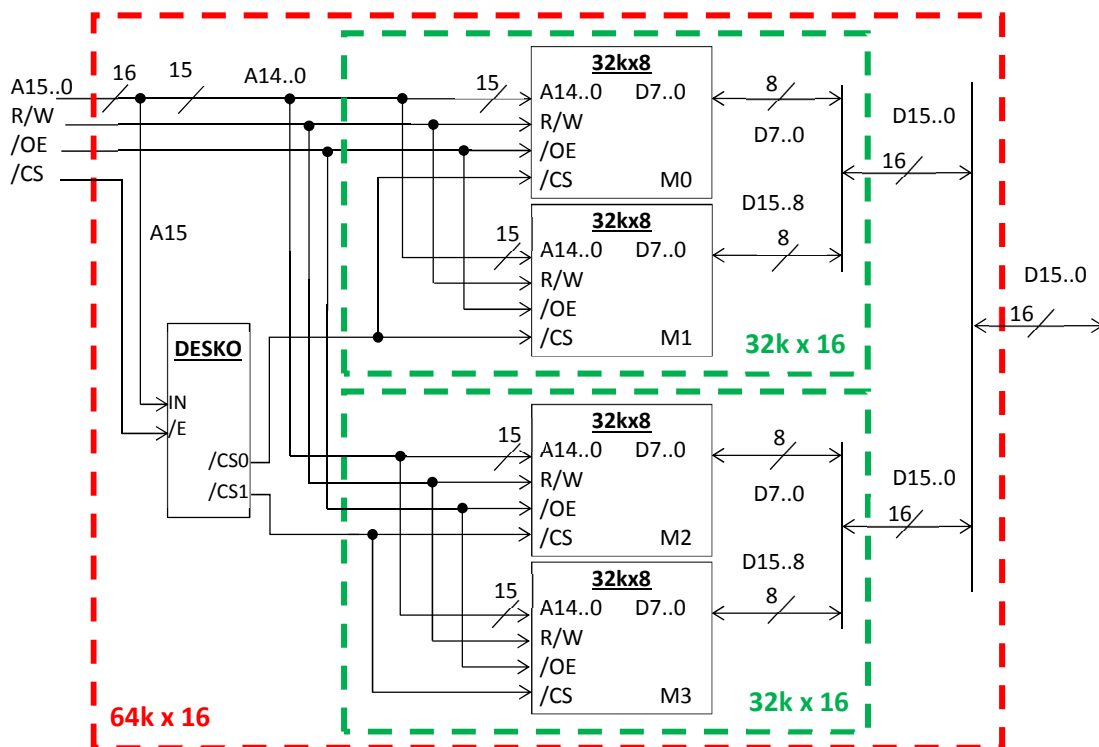 A15..0
16
15
A14..0
R/W
/OE
/CS
A15
DESKO
IN
/E
/CS0
/CS1
32kx8
15
A14..0 D7..0
R/W
/OE
/CS M0
8
D7..0
32kx8
15
A14..0 D7..0
R/W
/OE
/CS M1
D15..8
8
D15..0
16
32k x 16
32kx8
15
A14..0 D7..0
R/W
/OE
/CS M2
8
D7..0
32kx8
15
A14..0 D7..0
R/W
/OE
/CS M3
D15..8
8
D15..0
16
32k x 16
D15..0
16
64k x 16